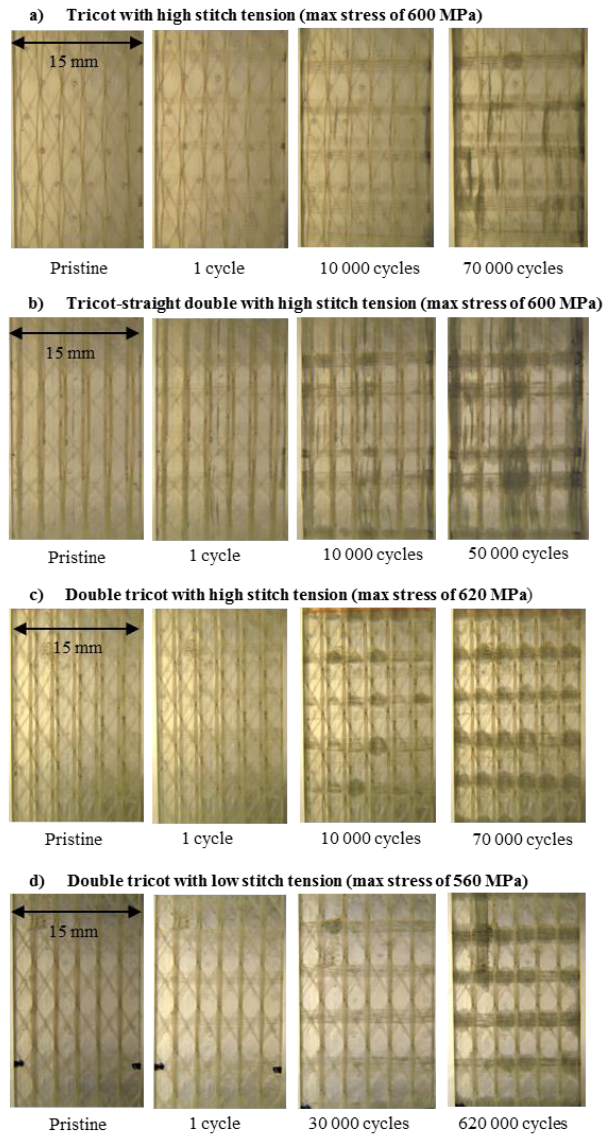 a) Tricot with high stitch tension (max stress of 600 MPa)
15 mm
Pristine 1 cycle 10 000 cycles 70 000 cycles
b) Tricot-straight double with high stitch tension (max stress of 600 MPa)
15 mm
Pristine 1 cycle 10 000 cycles 50 000 cycles
c) Double tricot with high stitch tension (max stress of 620 MPa)
15 mm
Pristine 1 cycle 10 000 cycles 70 000 cycles
d) Double tricot with low stitch tension (max stress of 560 MPa)
15 mm
Pristine 1 cycle 30 000 cycles 620 000 cycles